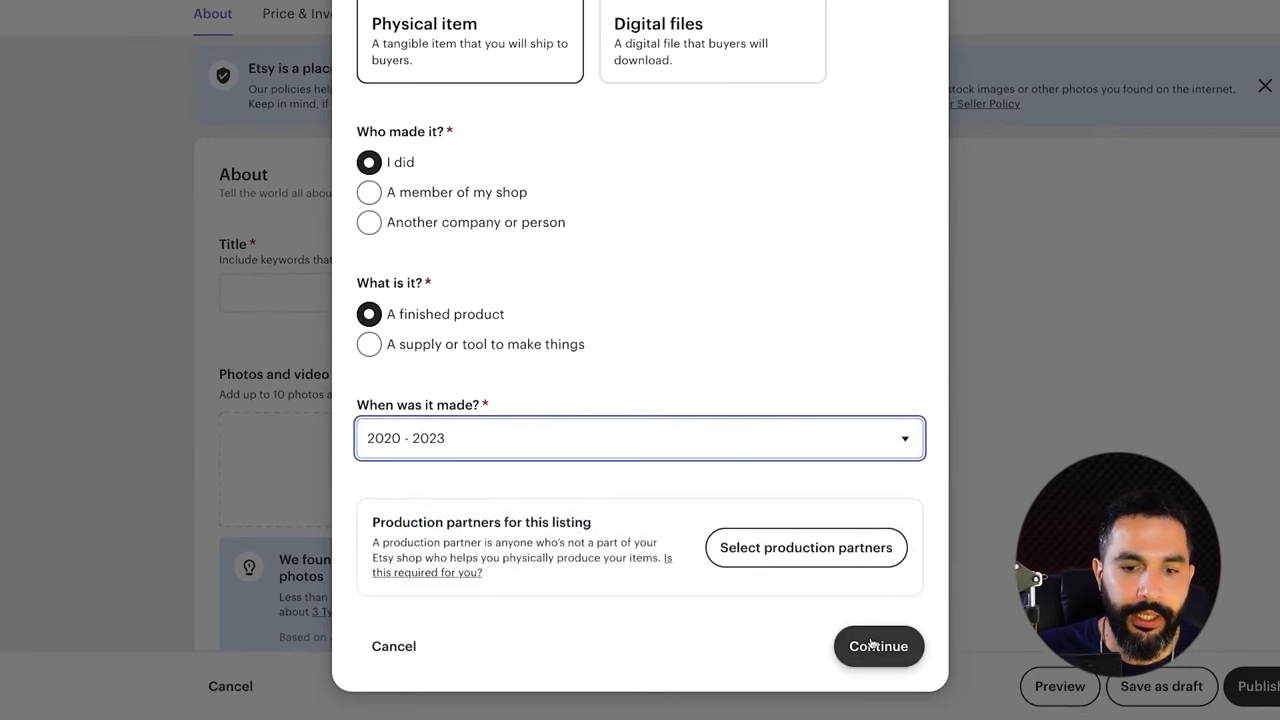 About
Price & Inv
Physical item
A tangible item that you will ship to
buyers.
Digital files
A digital file that buyers will
download.
Etsy is a place
Our policies help
Keep in mind, if
stock images or other photos you found on the internet.
Seller Policy
About
Tell the world all about
Title *
Include keywords that
Photos and video
Add up to 10 photos a
We foun
photos
Less than
about 3 Ty
Based on
Who made it? *
I did
A member of my shop
Another company or person
What is it? *
A finished product
A supply or tool to make things
When was it made? *
2020 - 2023
Production partners for this listing
A production partner is anyone who's not a part of your
Etsy shop who helps you physically produce your items. Is
this required for you?
Select production partners
Cancel
Continue
Cancel
Preview
Save as draft
Publis